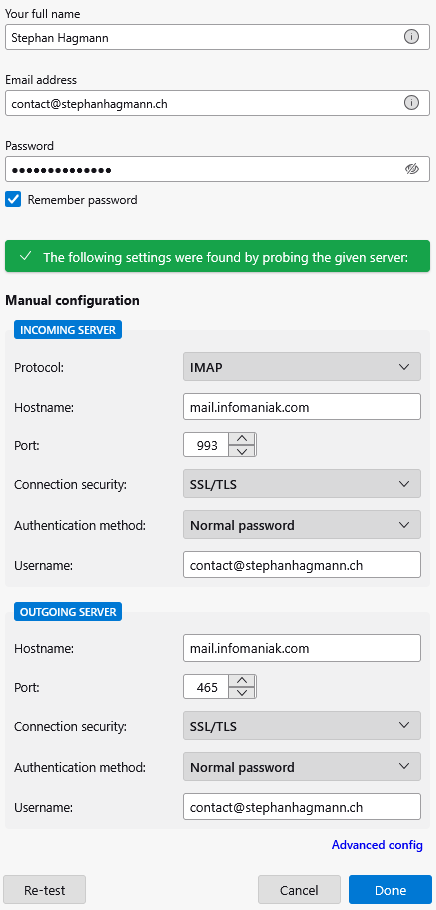 Your full name
Stephan Hagmann
Email address
contact@stephanhagmann.ch
Password
••••••••••••••
Remember password
The following settings were found by probing the given server:
Manual configuration
INCOMING SERVER
Protocol: IMAP
Hostname: mail.infomaniak.com
Port: 993
Connection security: SSL/TLS
Authentication method: Normal password
Username: contact@stephanhagmann.ch
OUTGOING SERVER
Hostname: mail.infomaniak.com
Port: 465
Connection security: SSL/TLS
Authentication method: Normal password
Username: contact@stephanhagmann.ch
Advanced config
Re-test Cancel Done